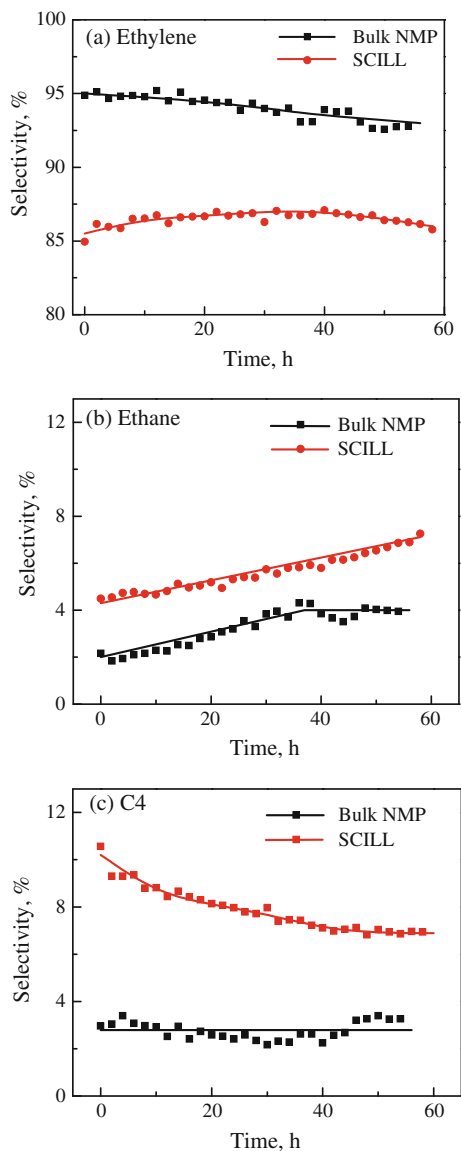 (a) Ethylene
Bulk NMP
SCILL
100
95
90
85
80
Selectivity, %
0
20
40
60
Time, h
(b) Ethane
Bulk NMP
SCILL
12
8
4
0
Selectivity, %
0
20
40
60
Time, h
(c) C4
Bulk NMP
SCILL
12
8
4
0
Selectivity, %
0
20
40
60
Time, h